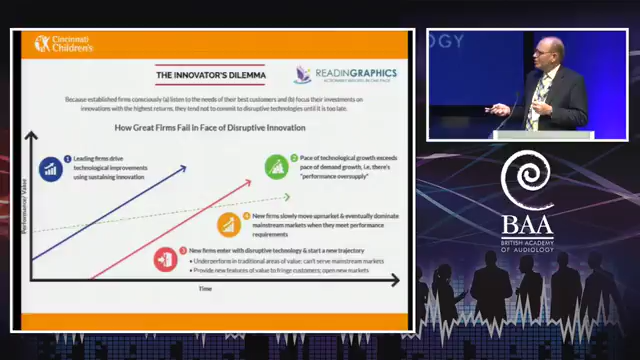 Cincinnati
Children's
THE INNOVATOR'S DILEMMA
READINGRAPHICS
Because established firms consciously (a) listen to the needs of their best customers and (b) focus their investments on
innovations with the highest returns, they tend not to commit to disruptive technologies until it is too late.
How Great Firms Fail in Face of Disruptive Innovation
Performance/ Value
1 Leading firms drive
technological improvements
using sustaining innovation
2 Pace of technological growth exceeds
pace of demand growth, i.e. there's
"performance oversupply"
4 New firms slowly move upmarket & eventually dominate
mainstream markets when they meet performance
requirements
3 New firms enter with disruptive technology & start a new trajectory
• Underperform in traditional areas of value; can't serve mainstream markets
• Provide new features of value to fringe customers; open new markets
Time
OLOGY
BAA
BRITISH ACADEMY
OF AUDIOLOGY